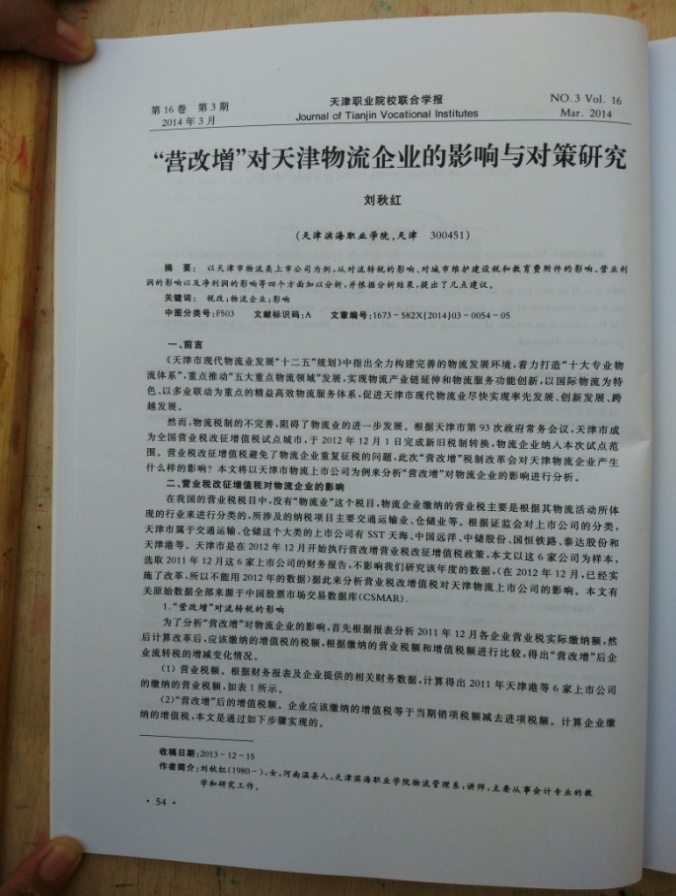 第16卷 第3期
2014年3月
天津职业院校联合学报
Journal of Tianjin Vocational Institutes
NO.3 Vol. 16
Mar. 2014
“营改增”对天津物流企业的影响与对策研究
刘秋红
(天津滨海职业学院,天津 300451)
摘 要: 以天津市物流类上市公司为例,从对流转税的影响、对城市维护建设税和教育费附件的影响、营业利
润的影响以及净利润的影响等四个方面加以分析,并根据分析结果,提出了几点建议。
关键词: 税改;物流企业;影响
中图分类号:F503 文献标识码:A 文章编号:1673-582X(2014)03-0054-05
一、前言
《天津市现代物流业发展“十二五”规划》中指出全力构建完善的物流发展环境,着力打造“十大专业物
流体系”,重点推动“五大重点物流领域”发展,实现物流产业链延伸和物流服务功能创新,以国际物流为特
色、以多业联动为重点的精益高效物流服务体系,促进天津市现代物流业尽快实现率先发展、创新发展、跨
越发展。
然而,物流税制的不完善,阻碍了物流业的进一步发展。根据天津市第93次政府常务会议,天津市成
为全国营业税改征增值税试点城市,于2012年12月1日完成新旧税制转换,物流企业纳入本次试点范
围。营业税改征增值税避免了物流企业重复征税的问题,此次“营改增”税制改革会对天津物流企业产生
什么样的影响? 本文将以天津市物流上市公司为例来分析“营改增”对物流企业的影响进行分析。
二、营业税改征增值税对物流企业的影响
在我国的营业税税目中,没有“物流业”这个税目,物流企业缴纳的营业税主要是根据其物流活动所体
现的行业来进行分类的,所涉及的纳税项目主要交通运输业、仓储业等。根据证监会对上市公司的分类,
天津市属于交通运输、仓储这个大类的上市公司有SST天海、中国远洋、中储股份、国恒铁路、泰达股份和
天津港等。天津市是在2012年12月开始执行营改增营业税改征增值税政策,本文以这6家公司为样本,
选取2011年12月这6家上市公司的财务报告,不影响我们研究该年度的数据,(在2012年12月,已经实
施了改革,所以不能用2012年的数据)据此来分析营业税改增值税对天津物流上市公司的影响。本文有
关原始数据全部来源于中国股票市场交易数据库(CSMAR).
1.“营改增”对流转税的影响
为了分析“营改增”对物流企业的影响,首先根据报表分析2011年12月各企业营业税实际缴纳额,然
后计算改革后,应该缴纳的增值税的税额,根据缴纳的营业税额和增值税额进行比较,得出“营改增”后企
业流转税的增减变化情况。
(1) 营业税额。根据财务报表及企业提供的相关财务数据,计算得出2011年天津港等6家上市公司
的缴纳的营业税额,如表1所示。
(2)“营改增”后的增值税额。企业应该缴纳的增值税等于当期销项税额减去进项税额。计算企业缴
纳的增值税,本文是通过如下步骤实现的。
收稿日期:2013-12-15
作者简介:刘秋红(1980-),女,河南温县人,天津滨海职业学院物流管理系,讲师,主要从事会计专业的教
学和研究工作。
· 54 ·